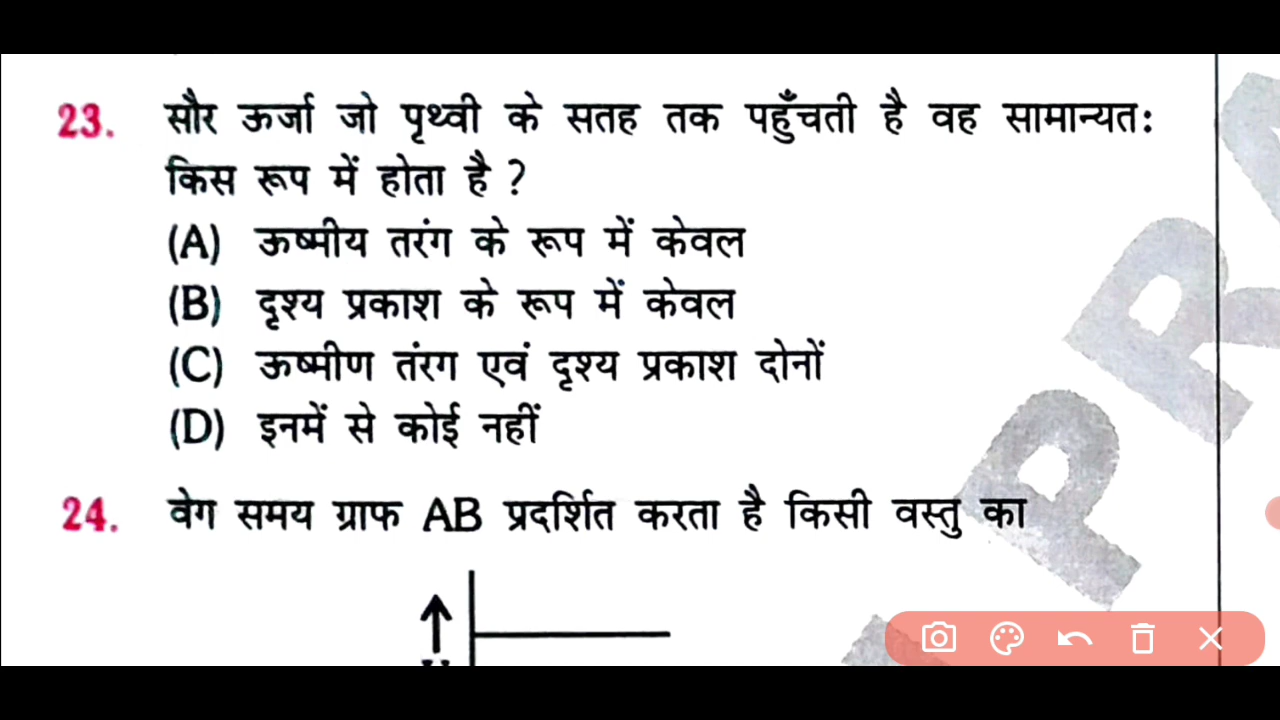 23. सौर ऊर्जा जो पृथ्वी के सतह तक पहुँचती है वह सामान्यतः
किस रूप में होता है ?
(A) ऊष्मीय तरंग के रूप में केवल
(B) दृश्य प्रकाश के रूप में केवल
(C) ऊष्मीण तंरग एवं दृश्य प्रकाश दोनों
(D) इनमें से कोई नहीं
24. वेग समय ग्राफ AB प्रदर्शित करता है किसी वस्तु का